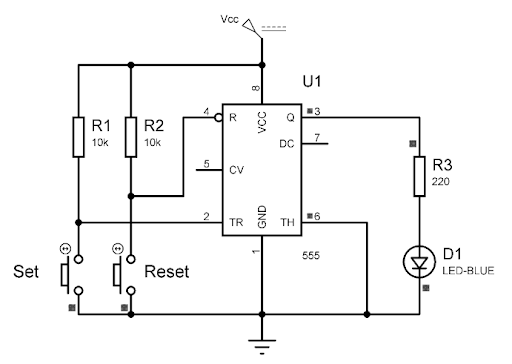 Vcc
U1
8
4
R
VCC
Q
3
R1
10k
R2
10k
DC
7
5
CV
R3
220
2
TR
GND
TH
6
1
555
Set
Reset
D1
LED-BLUE